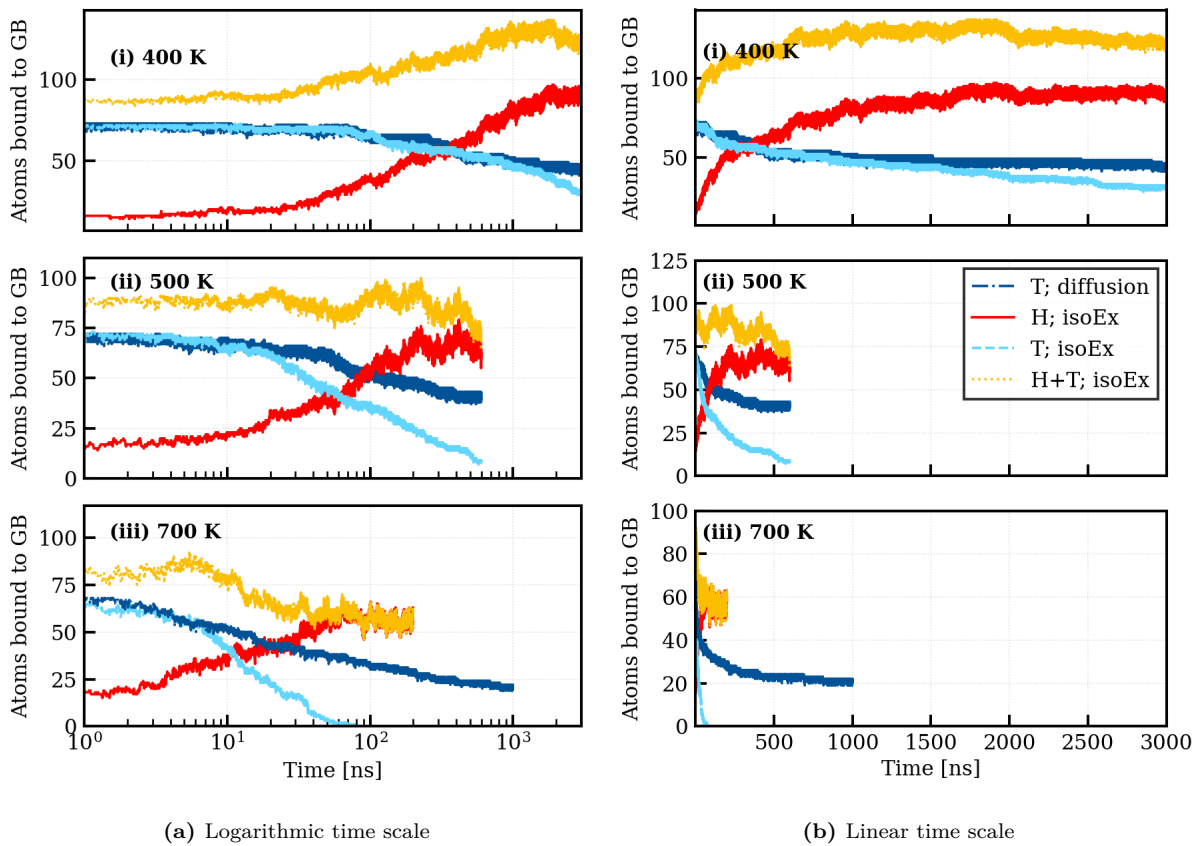 Atoms bound to GB
100
50
(i) 400 K
Atoms bound to GB
100
50
(i) 400 K
Atoms bound to GB
100
75
50
25
0
(ii) 500 K
Atoms bound to GB
125
100
75
50
25
0
(ii) 500 K
T; diffusion
H; isoEx
T; isoEx
H+T; isoEx
Atoms bound to GB
100
75
50
25
0
(iii) 700 K
10⁰ 10¹ 10² 10³
Time [ns]
Atoms bound to GB
100
80
60
40
20
0
(iii) 700 K
500 1000 1500 2000 2500 3000
Time [ns]
(a) Logarithmic time scale
(b) Linear time scale